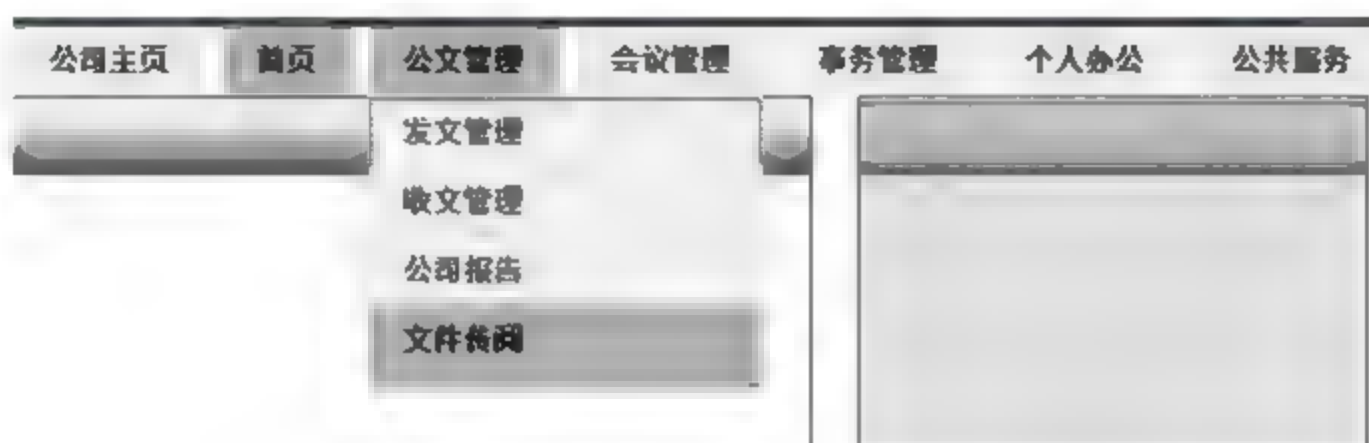 公司主页 首页 公文管理 会议管理 事务管理 个人办公 公共服务
发文管理
收文管理
公司报告
文件传阅